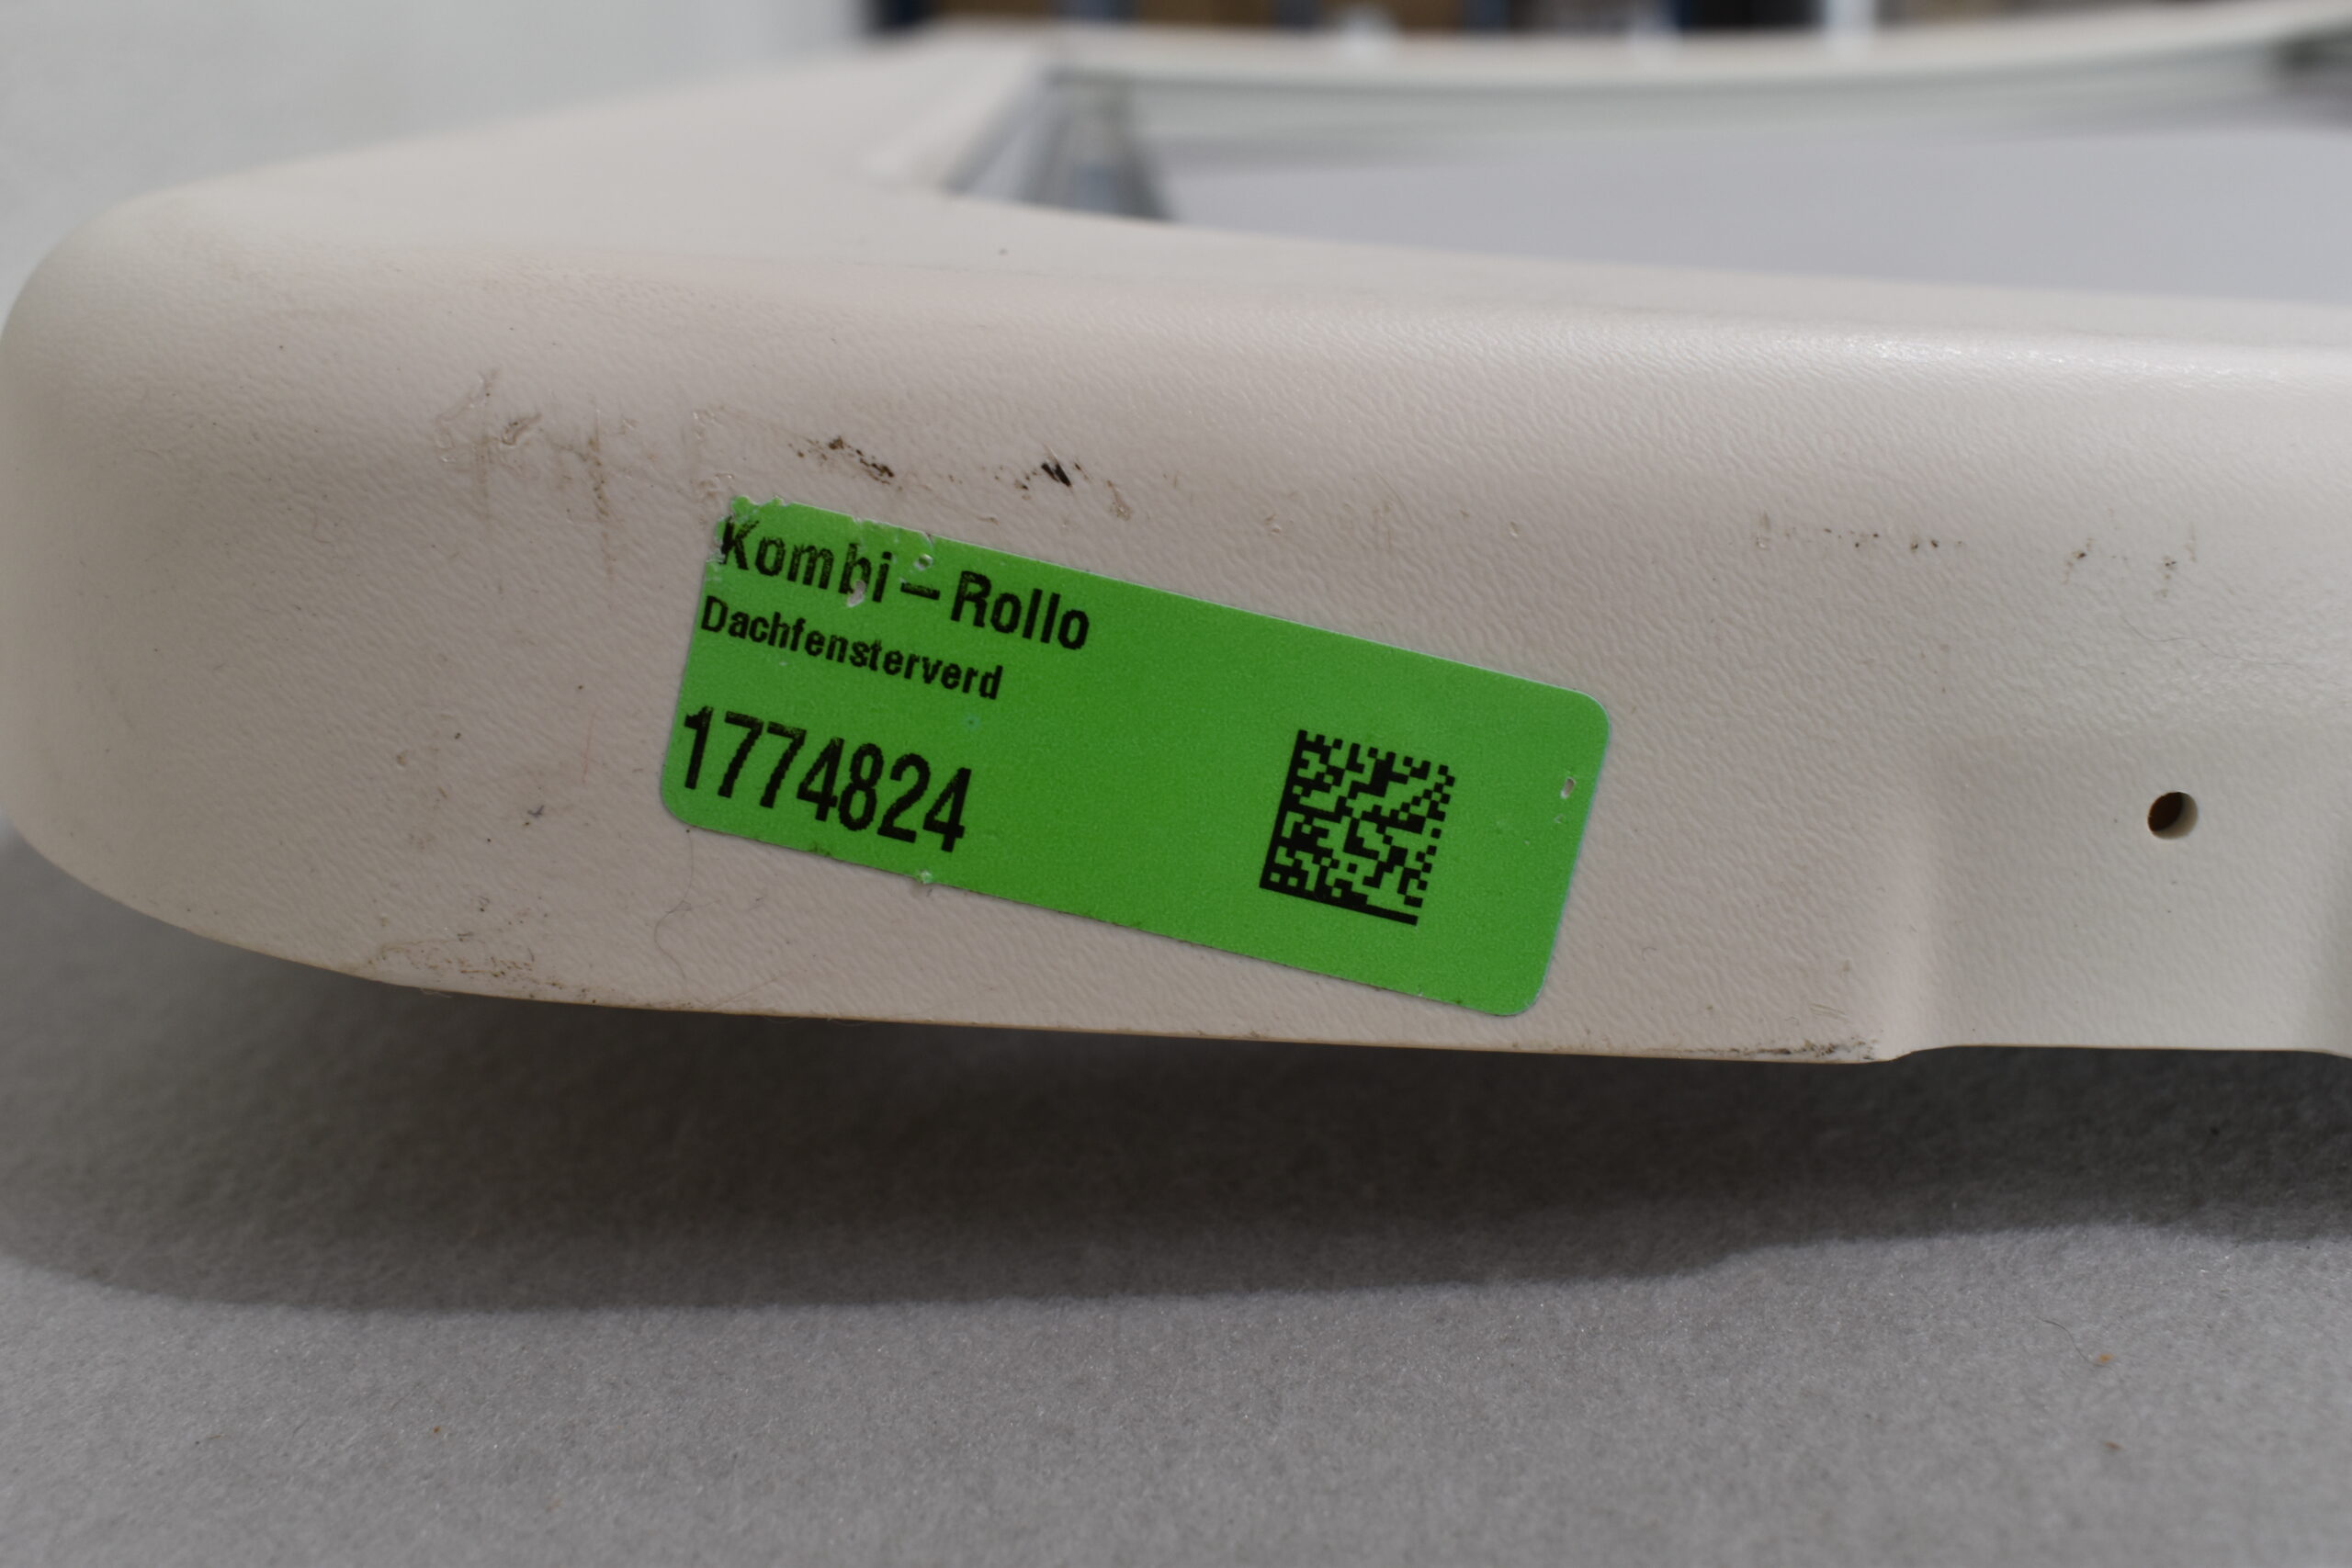 Kombi – Rollo
Dachfensterverd
1774824